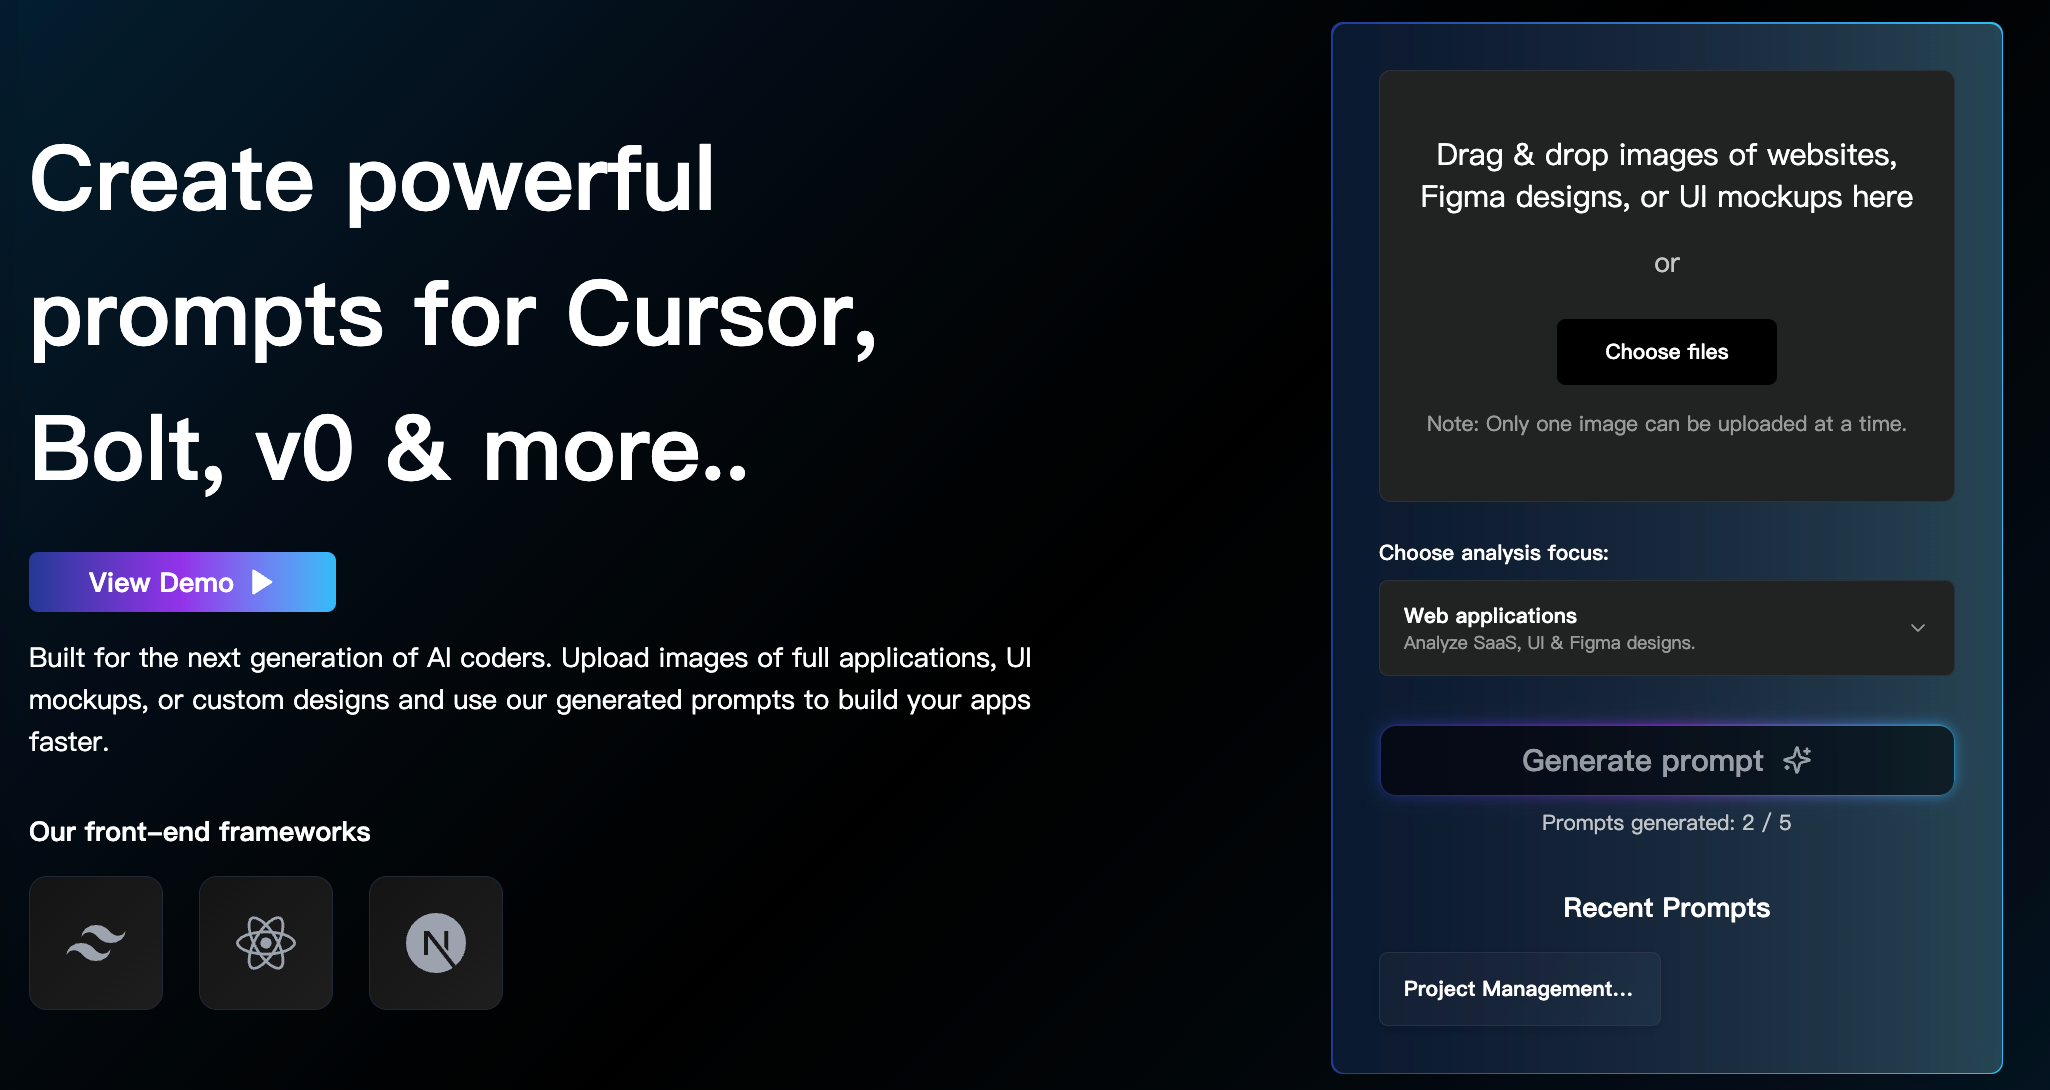 Create powerful
prompts for Cursor,
Bolt, v0 & more..
View Demo
Built for the next generation of AI coders. Upload images of full applications, UI
mockups, or custom designs and use our generated prompts to build your apps
faster.
Our front-end frameworks
N
Drag & drop images of websites,
Figma designs, or UI mockups here
or
Choose files
Note: Only one image can be uploaded at a time.
Choose analysis focus:
Web applications
Analyze SaaS, UI & Figma designs.
Generate prompt
Prompts generated: 2 / 5
Recent Prompts
Project Management...